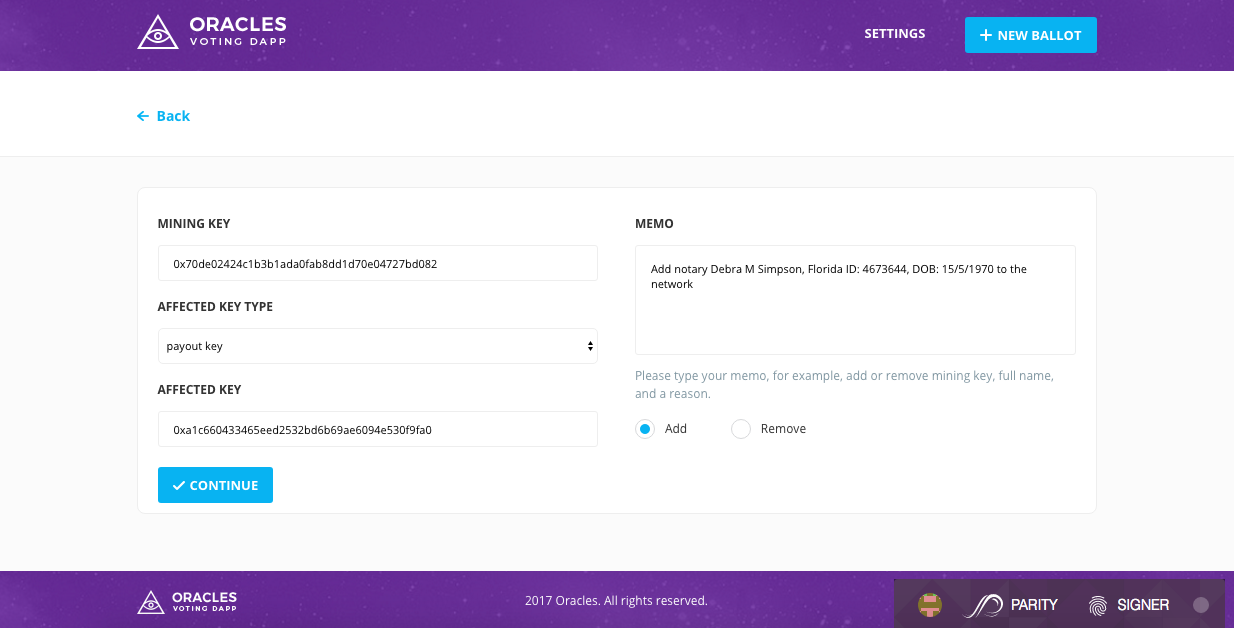 ORACLES
VOTING DAPP
SETTINGS
+ NEW BALLOT
← Back
MINING KEY
0x70de02424c1b3b1ada0fab8dd1d70e04727bd082
AFFECTED KEY TYPE
payout key
AFFECTED KEY
0xa1c660433465eed2532bd6b69ae6094e530f9fa0
CONTINUE
MEMO
Add notary Debra M Simpson, Florida ID: 4673644, DOB: 15/5/1970 to the
network
Please type your memo, for example, add or remove mining key, full name,
and a reason.
Add
Remove
ORACLES
VOTING DAPP
2017 Oracles. All rights reserved.
PARITY
SIGNER